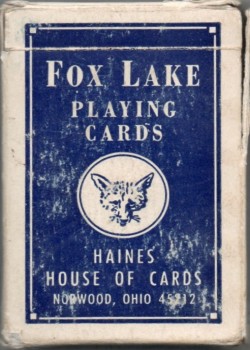 FOX LAKE
PLAYING
CARDS
HAINES
HOUSE OF CARDS
NORWOOD, OHIO 45212